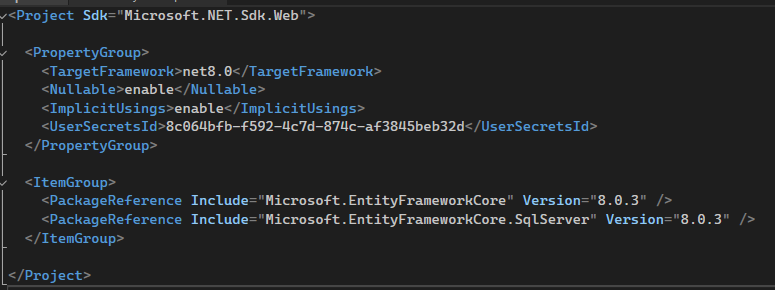 <Project Sdk="Microsoft.NET.Sdk.Web">
<PropertyGroup>
<TargetFramework>net8.0</TargetFramework>
<Nullable>enable</Nullable>
<ImplicitUsings>enable</ImplicitUsings>
<UserSecretsId>8c064bfb-f592-4c7d-874c-af3845beb32d</UserSecretsId>
</PropertyGroup>
<ItemGroup>
<PackageReference Include="Microsoft.EntityFrameworkCore" Version="8.0.3" />
<PackageReference Include="Microsoft.EntityFrameworkCore.SqlServer" Version="8.0.3" />
</ItemGroup>
</Project>